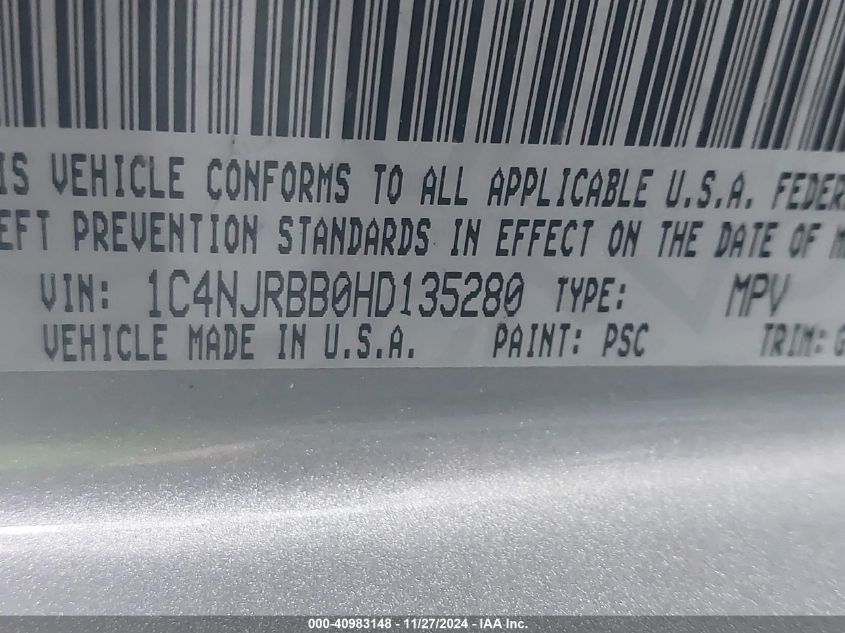 IS VEHICLE CONFORMS TO ALL APPLICABLE U.S.A. FEDER
EFT PREVENTION STANDARDS IN EFFECT ON THE DATE OF M
VIN: 1C4NJRBB0HD135280 TYPE: MPV
VEHICLE MADE IN U.S.A. PAINT: PSC TRIM: G
000-40983148 - 11/27/2024 - IAA Inc.